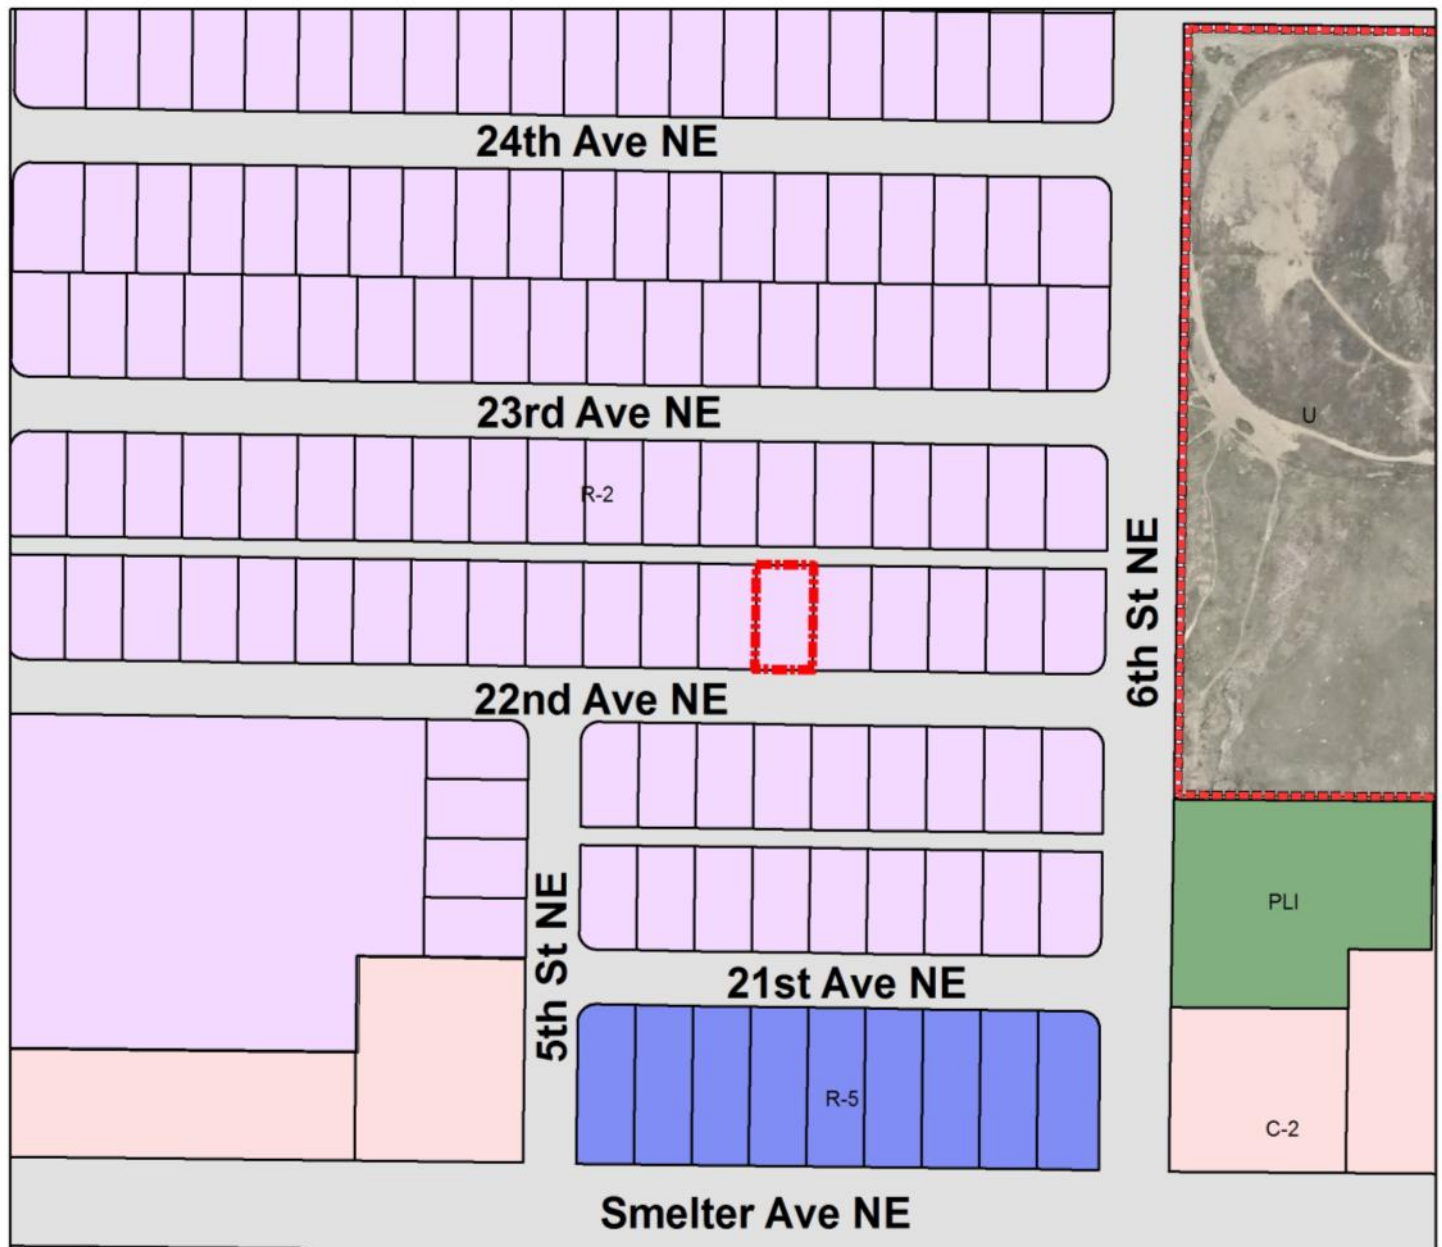 24th Ave NE
23rd Ave NE
U
R-2
6th St NE
22nd Ave NE
5th St NE
PLI
21st Ave NE
R-5
C-2
Smelter Ave NE